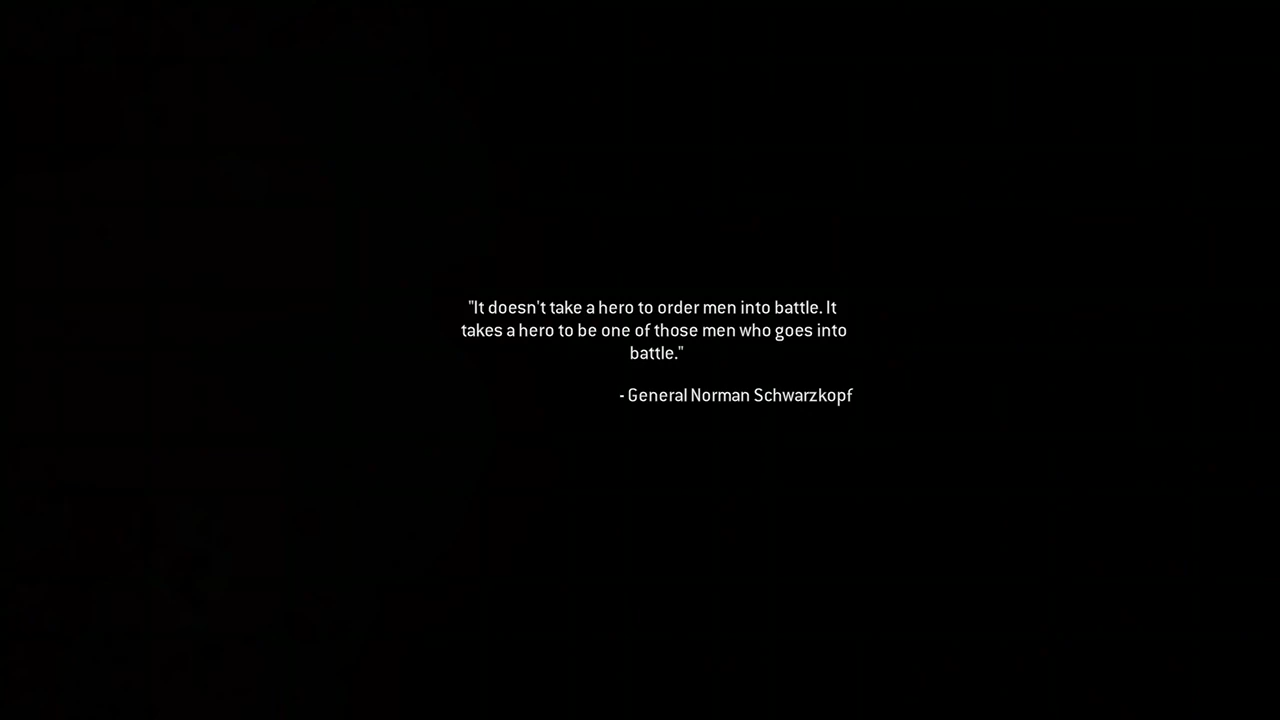 "It doesn't take a hero to order men into battle. It
takes a hero to be one of those men who goes into
battle."
- General Norman Schwarzkopf